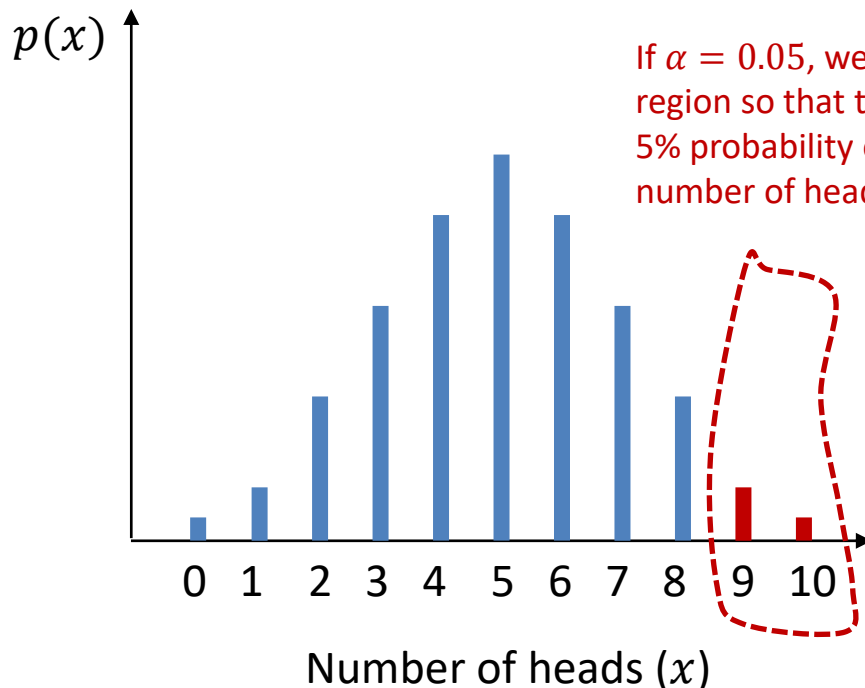 p(x)
If α = 0.05, we
region so that t
5% probability
number of head
0 1 2 3 4 5 6 7 8 9 10
Number of heads (x)